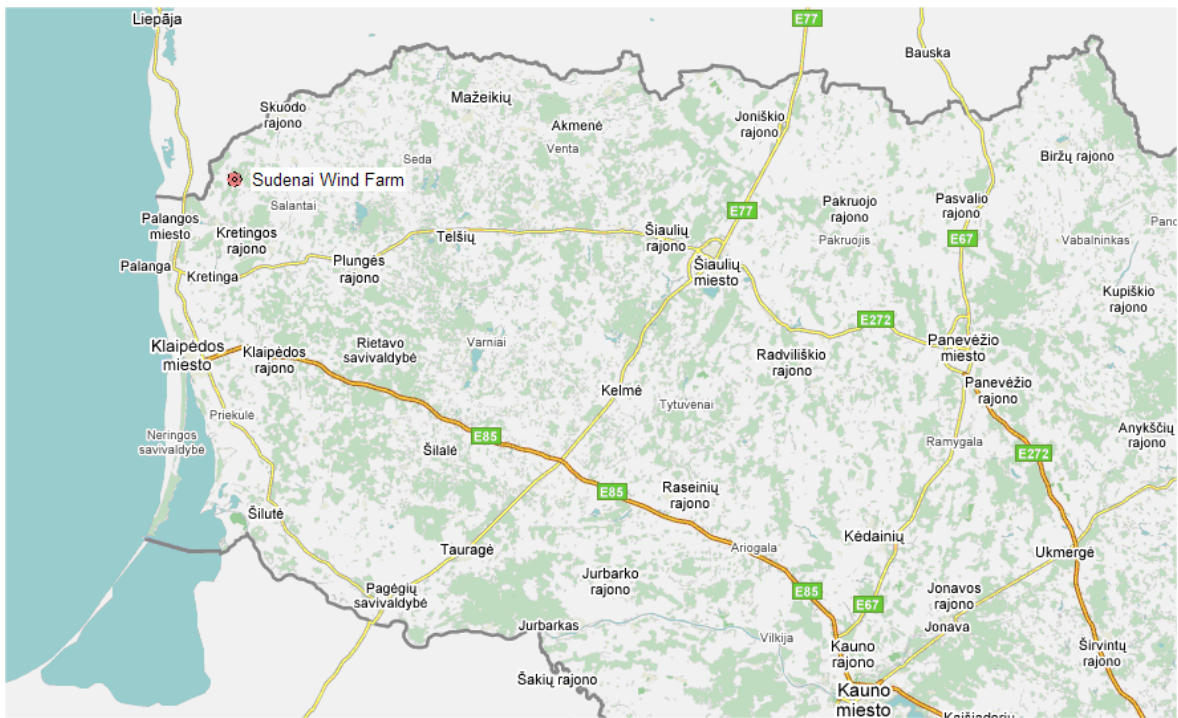 Liepāja
E77
Bauska
Skuodo
rajono
Mažeikių
Akmenė
Venta
Joniškio
rajono
Biržų rajono
Seda
Sudenai Wind Farm
Salantai
Palangos
miesto
Kretingos
rajono
Telšių
Šiaulių
rajono
E77
Pakruojo
rajono
Pakruojis
Pasvalio
rajono
E67
Vabalninkas
Palanga
Kretinga
Plungės
rajono
Šiaulių
miesto
Kupiškio
rajono
E272
Klaipėdos
miesto
Klaipėdos
rajono
Rietavo
savivaldybė
Varniai
Radviliškio
rajono
Panevėžio
miesto
Panevėžio
rajono
Kelmė
Tytuvenai
Priekulė
Neringos
savivaldybė
E85
Šilalė
Ramygala
Anykščių
rajono
E272
E85
Raseinių
rajono
Šilutė
Tauragė
Ariogala
Kėdainių
Ukmergė
Pagėgių
savivaldybė
Jurbarko
rajono
E85
E67
Jonavos
rajono
Jonava
Jurbarkas
Vilkija
Kauno
rajono
Širvintų
rajono
Šakių rajono
Kauno
miesto